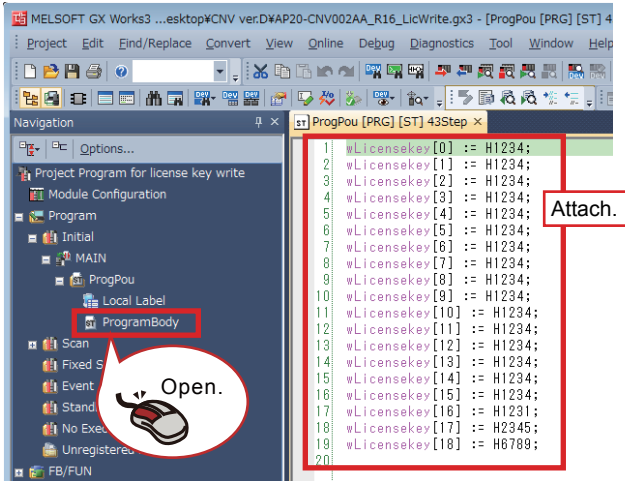 MELSOFT GX Works3 ...esktop¥CNV ver.D¥AP20-CNV002AA_R16_LicWrite.gx3 - [ProgPou [PRG] [ST] 4
Project Edit Find/Replace Convert View Online Debug Diagnostics Tool Window Help
Navigation
ProgPou [PRG] [ST] 43Step
Options...
Project Program for license key write
Module Configuration
Program
Initial
MAIN
ProgPou
Local Label
ProgramBody
Scan
Fixed S
Event
Stand
No Exec
Unregistered
FB/FUN
Open.
1 wLicensekey[0] := H1234;
2 wLicensekey[1] := H1234;
3 wLicensekey[2] := H1234;
4 wLicensekey[3] := H1234;
5 wLicensekey[4] := H1234;
6 wLicensekey[5] := H1234;
7 wLicensekey[6] := H1234;
8 wLicensekey[7] := H1234;
9 wLicensekey[8] := H1234;
10 wLicensekey[9] := H1234;
11 wLicensekey[10] := H1234;
12 wLicensekey[11] := H1234;
13 wLicensekey[12] := H1234;
14 wLicensekey[13] := H1234;
15 wLicensekey[14] := H1234;
16 wLicensekey[15] := H1234;
17 wLicensekey[16] := H1231;
18 wLicensekey[17] := H2345;
19 wLicensekey[18] := H6789;
20
Attach.